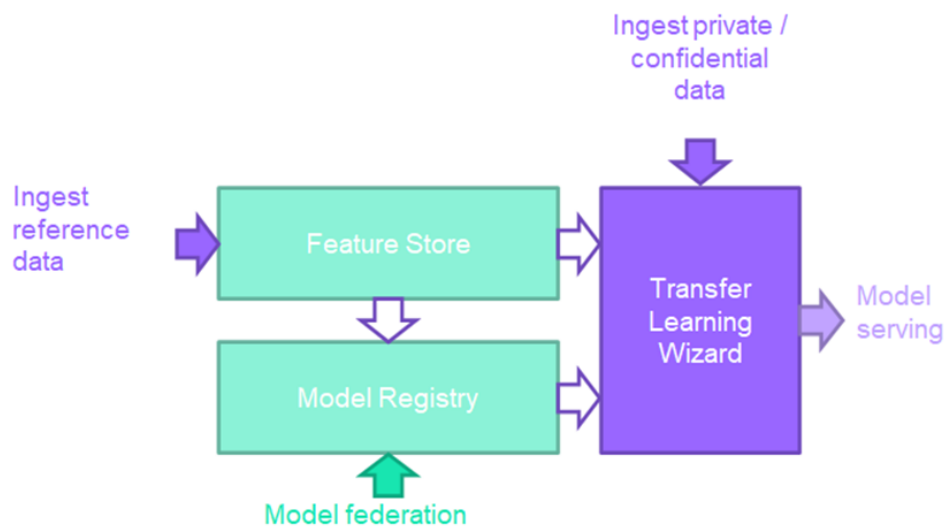 Ingest private /
confidential
data
Ingest
reference
data
Feature Store
Transfer
Learning
Wizard
Model
serving
Model Registry
Model federation